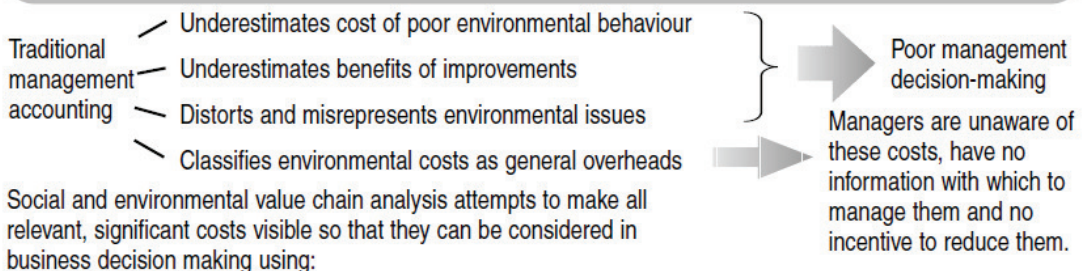 Traditional
management
accounting
Underestimates cost of poor environmental behaviour
Underestimates benefits of improvements
Distorts and misrepresents environmental issues
Classifies environmental costs as general overheads
Poor management
decision-making
Managers are unaware of
these costs, have no
information with which to
manage them and no
incentive to reduce them.
Social and environmental value chain analysis attempts to make all
relevant, significant costs visible so that they can be considered in
business decision making using: